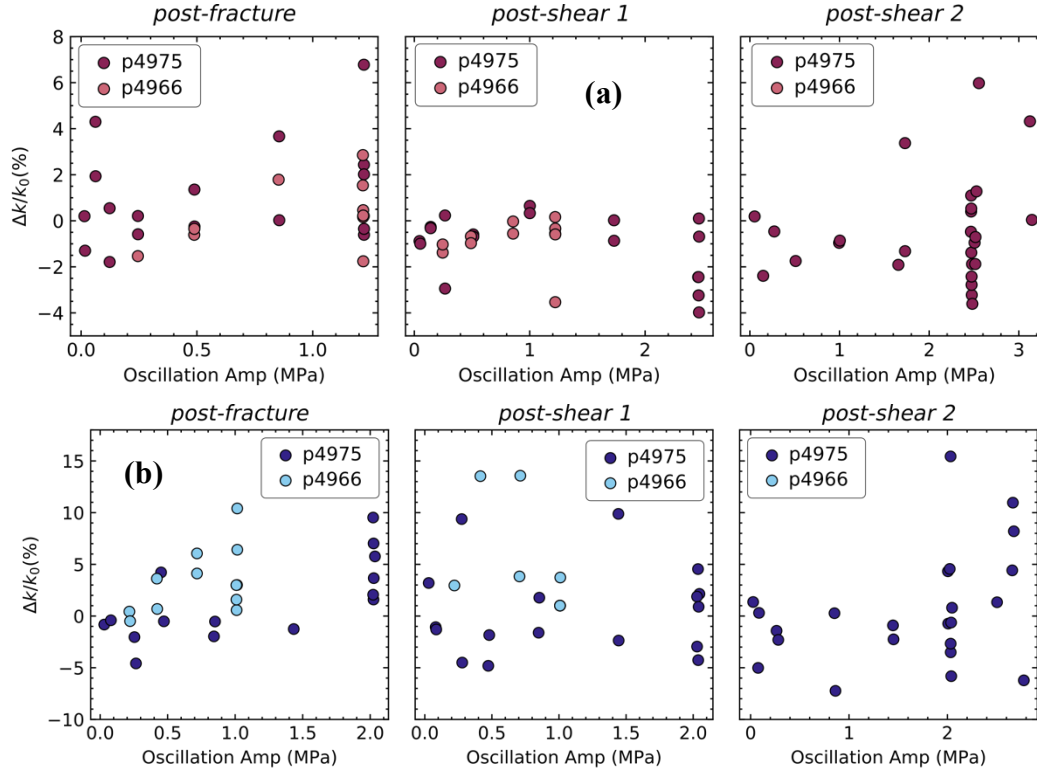 post-fracture post-shear 1 post-shear 2
8
6
4
2
0
−2
−4
Δk/k0(%)
p4975
p4966
(a)
p4975
p4966
p4975
p4966
0.0 0.5 1.0 0 1 2 0 1 2 3
Oscillation Amp (MPa) Oscillation Amp (MPa) Oscillation Amp (MPa)
post-fracture post-shear 1 post-shear 2
15
10
5
0
−5
−10
Δk/k0(%)
(b)
p4975
p4966
p4975
p4966
p4975
p4966
0.0 0.5 1.0 1.5 2.0 0.0 0.5 1.0 1.5 2.0 0 1 2
Oscillation Amp (MPa) Oscillation Amp (MPa) Oscillation Amp (MPa)